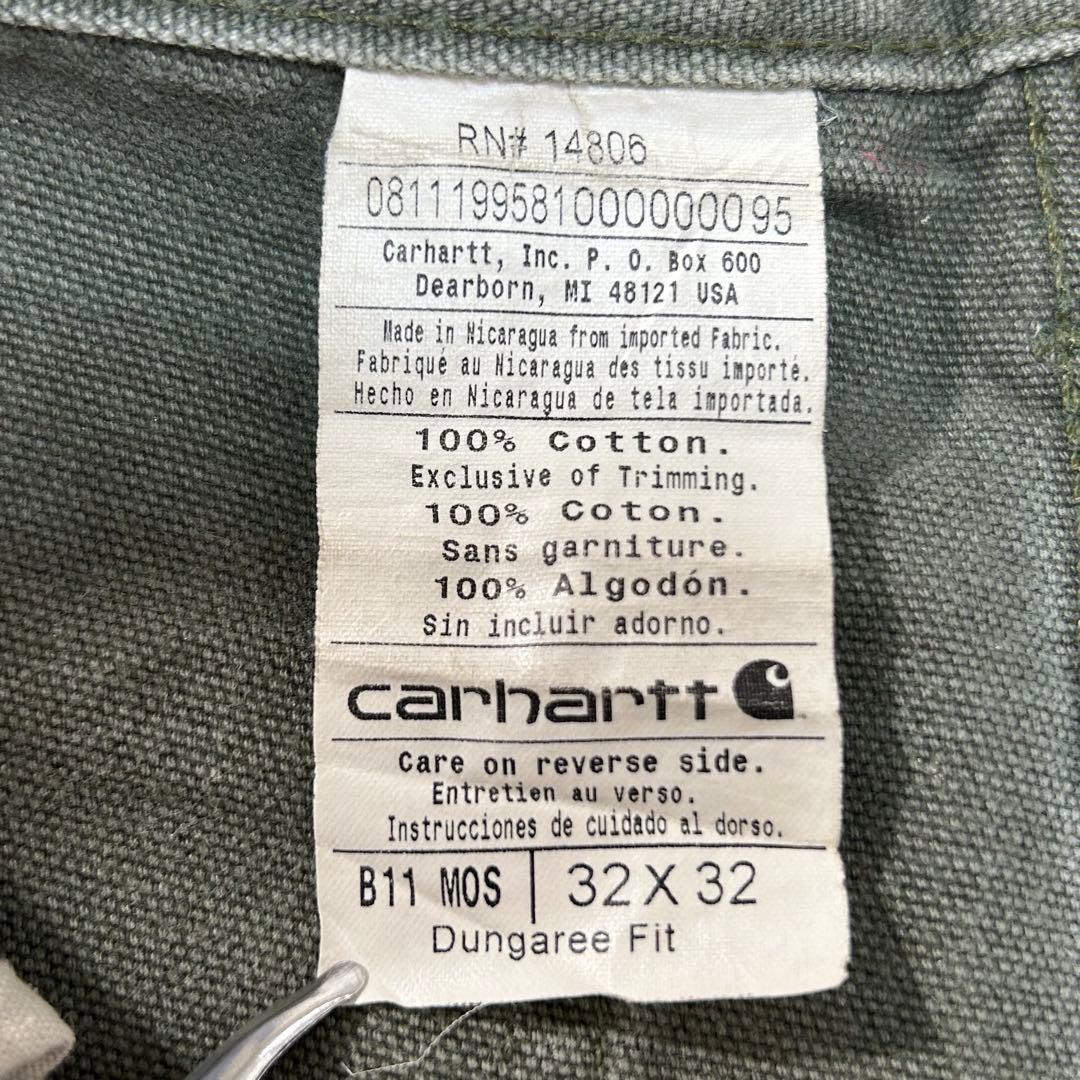 RN# 14806
08111995810000000095
Carhartt, Inc. P. O. Box 600
Dearborn, MI 48121 USA
Made in Nicaragua from imported Fabric.
Fabriqué au Nicaragua des tissu importé.
Hecho en Nicaragua de tela importada.
100% Cotton.
Exclusive of Trimming.
100% Coton.
Sans garniture.
100% Algodón.
Sin incluir adorno.
carhartt
Care on reverse side.
Entretien au verso.
Instrucciones de cuidado al dorso.
B11 MOS | 32 X 32
Dungaree Fit